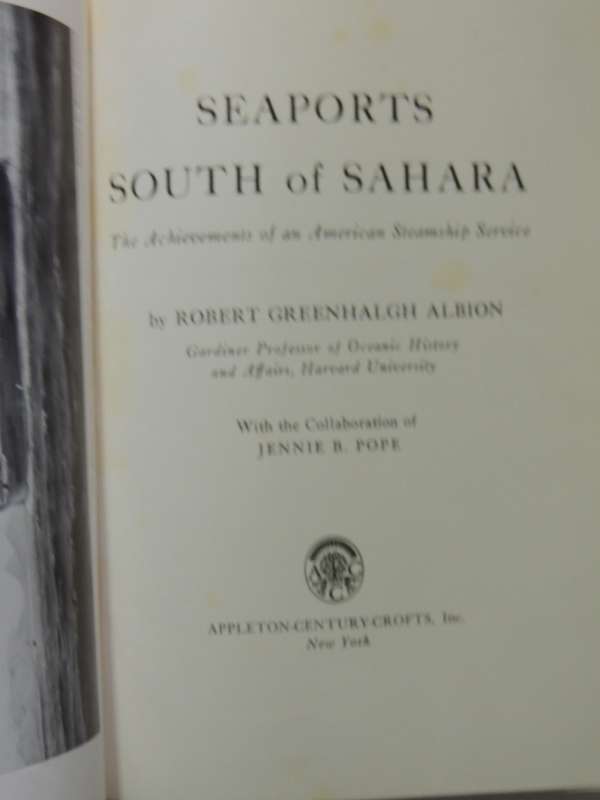 SEAPORTS
SOUTH of SAHARA
The Achievements of an American Steamship Service
by ROBERT GREENHALGH ALBION
Gardiner Professor of Oceanic History
and Affairs, Harvard University
With the Collaboration of
JENNIE B. POPE
APPLETON-CENTURY-CROFTS, Inc.
New York